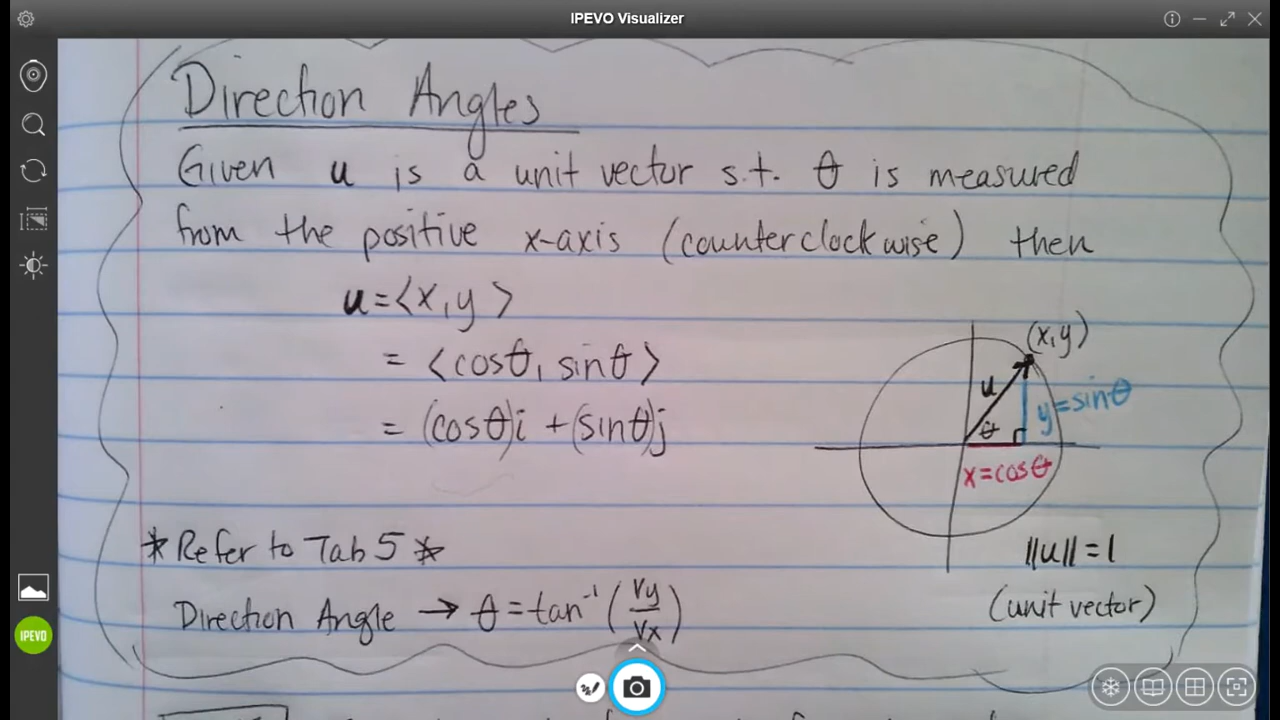 IPEVO Visualizer
Direction Angles
Given u is a unit vector s.t. θ is measured
from the positive x-axis (counterclockwise) then
u=⟨x,y⟩
= ⟨cosθ, sinθ⟩
= (cosθ)i + (sinθ)j
(x,y)
u
θ
y=sinθ
x=cosθ
||u|| = 1
(unit vector)
*Refer to Tab 5*
Direction Angle → θ = tan⁻¹ (vy/vx)
IPEVO